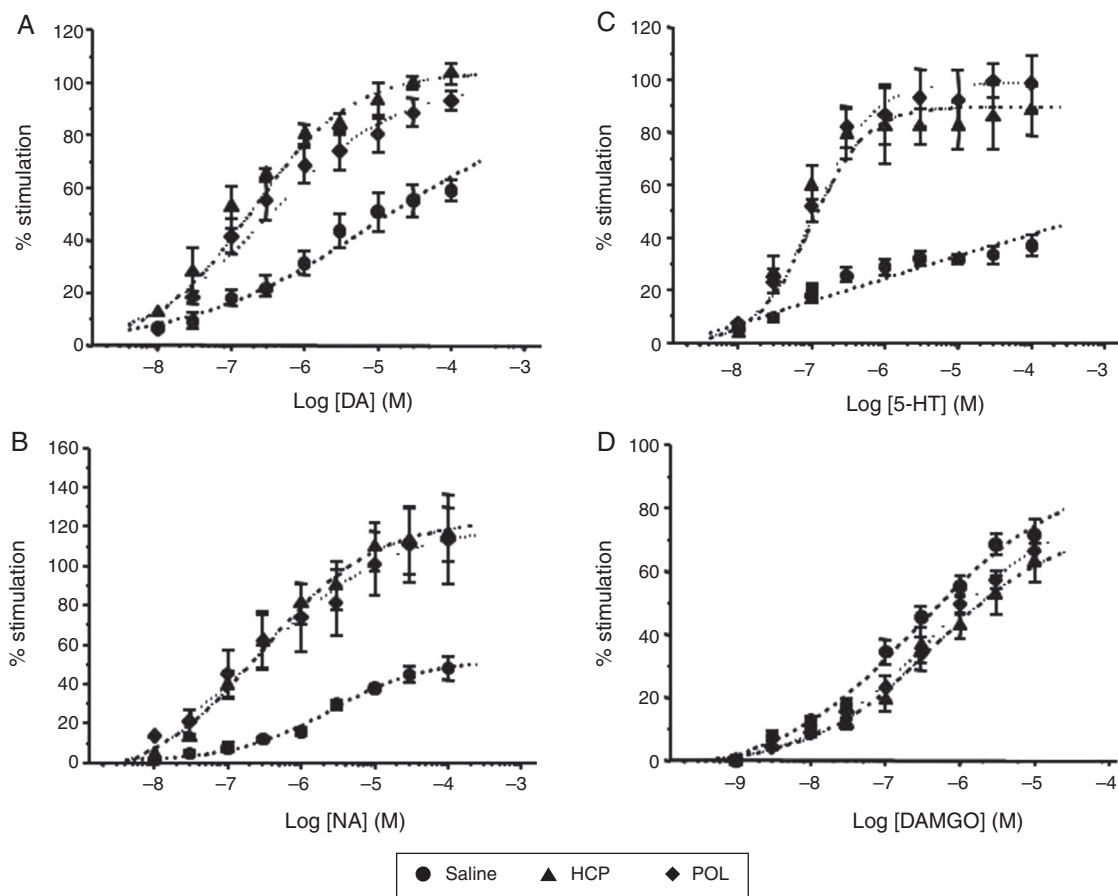 A
120
100
80
60
40
20
0
% stimulation
–8 –7 –6 –5 –4 –3
Log [DA] (M)
C
120
100
80
60
40
20
0
% stimulation
–8 –7 –6 –5 –4 –3
Log [5-HT] (M)
B
160
140
120
100
80
60
40
20
0
% stimulation
–8 –7 –6 –5 –4 –3
Log [NA] (M)
D
100
80
60
40
20
0
% stimulation
–9 –8 –7 –6 –5 –4
Log [DAMGO] (M)
Saline HCP POL